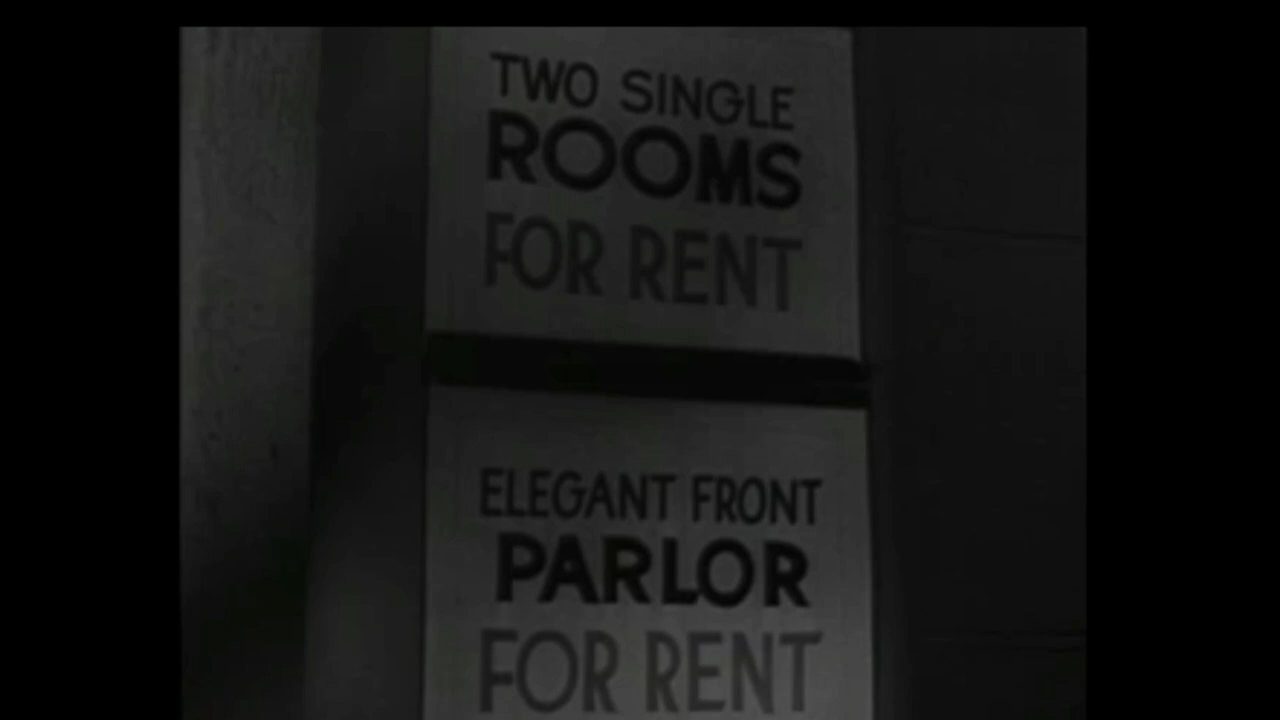 TWO SINGLE
ROOMS
FOR RENT
ELEGANT FRONT
PARLOR
FOR RENT